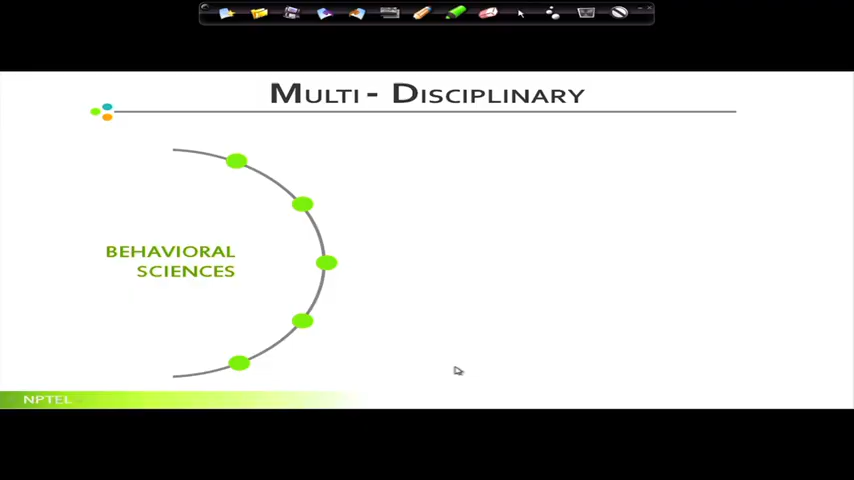 MULTI - DISCIPLINARY
BEHAVIORAL
SCIENCES
NPTEL